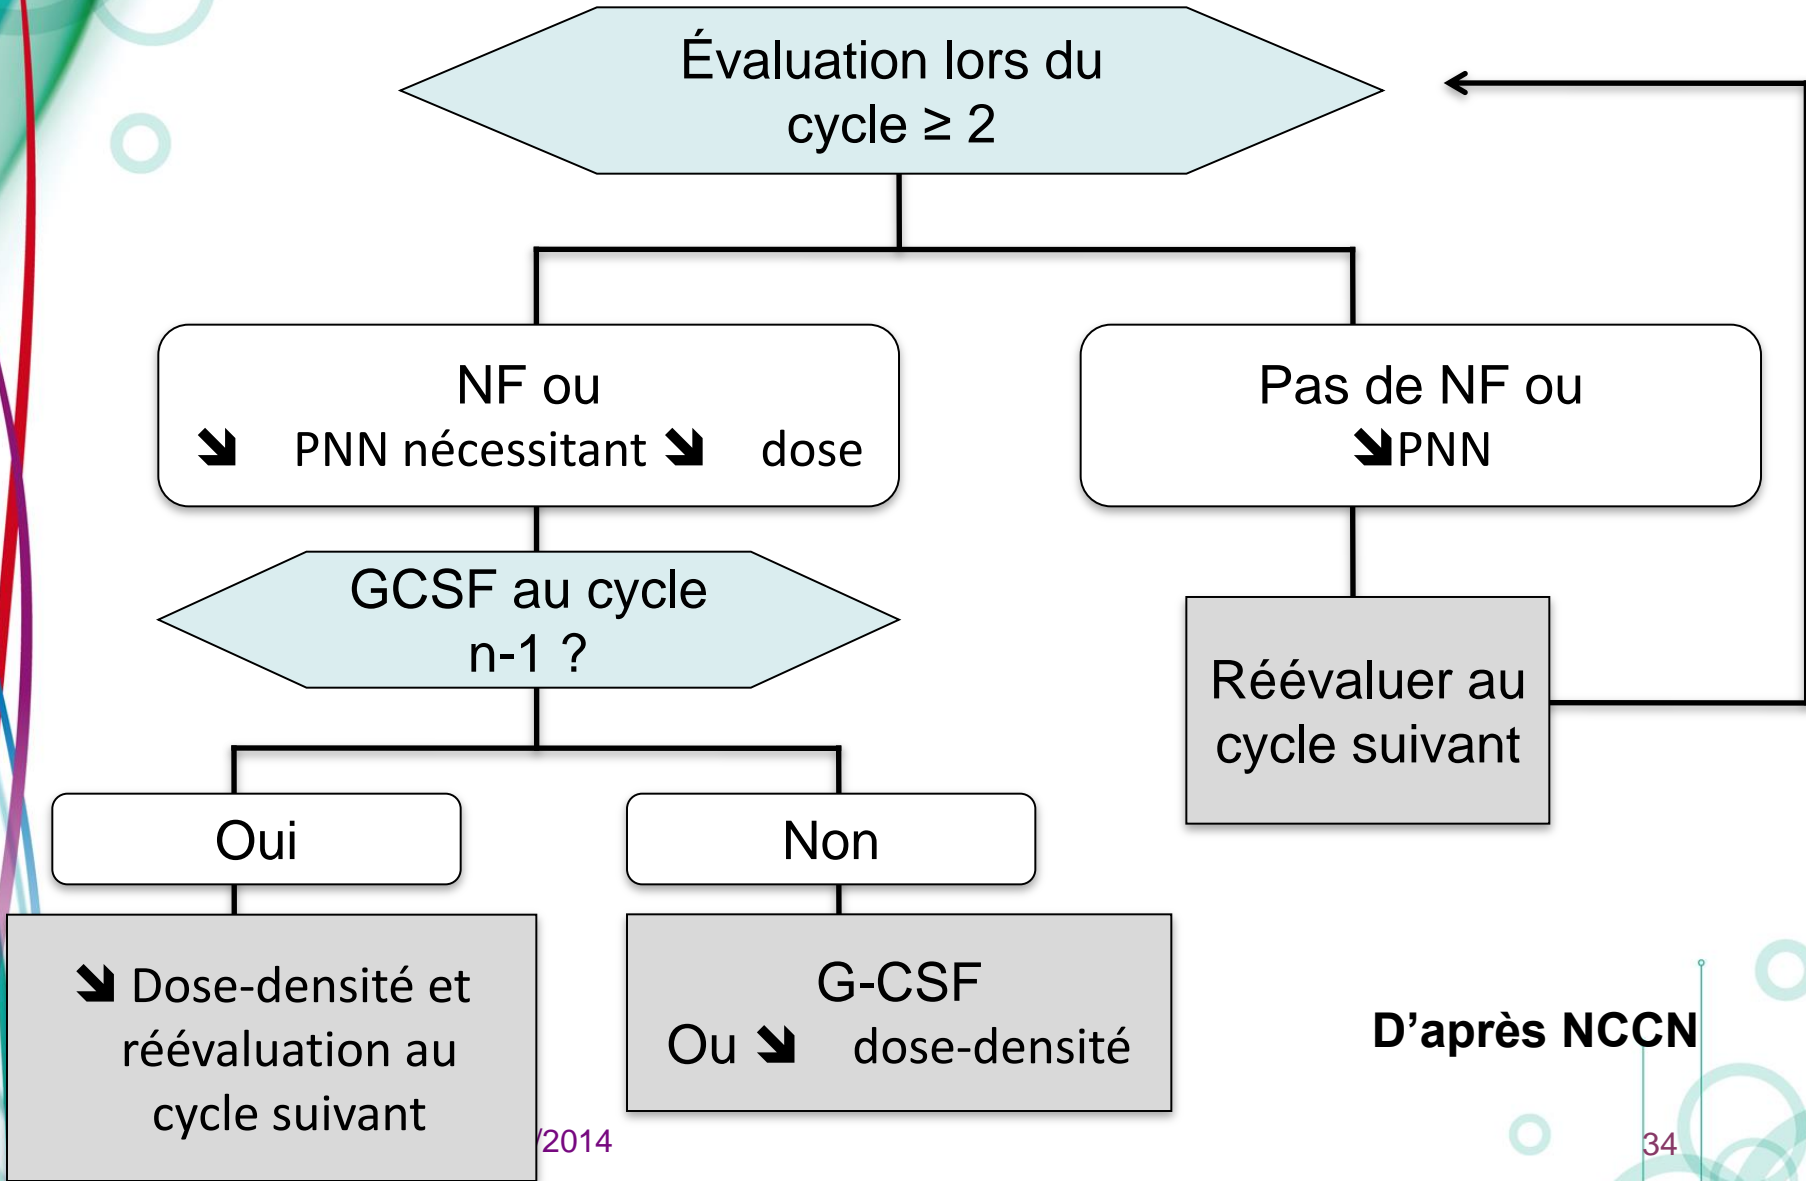 Évaluation lors du
cycle ≥ 2
NF ou
➘ PNN nécessitant ➘ dose
Pas de NF ou
➘PNN
GCSF au cycle
n-1 ?
Réévaluer au
cycle suivant
Oui
Non
➘ Dose-densité et
réévaluation au
cycle suivant
G-CSF
Ou ➘ dose-densité
D’après NCCN
/2014
34